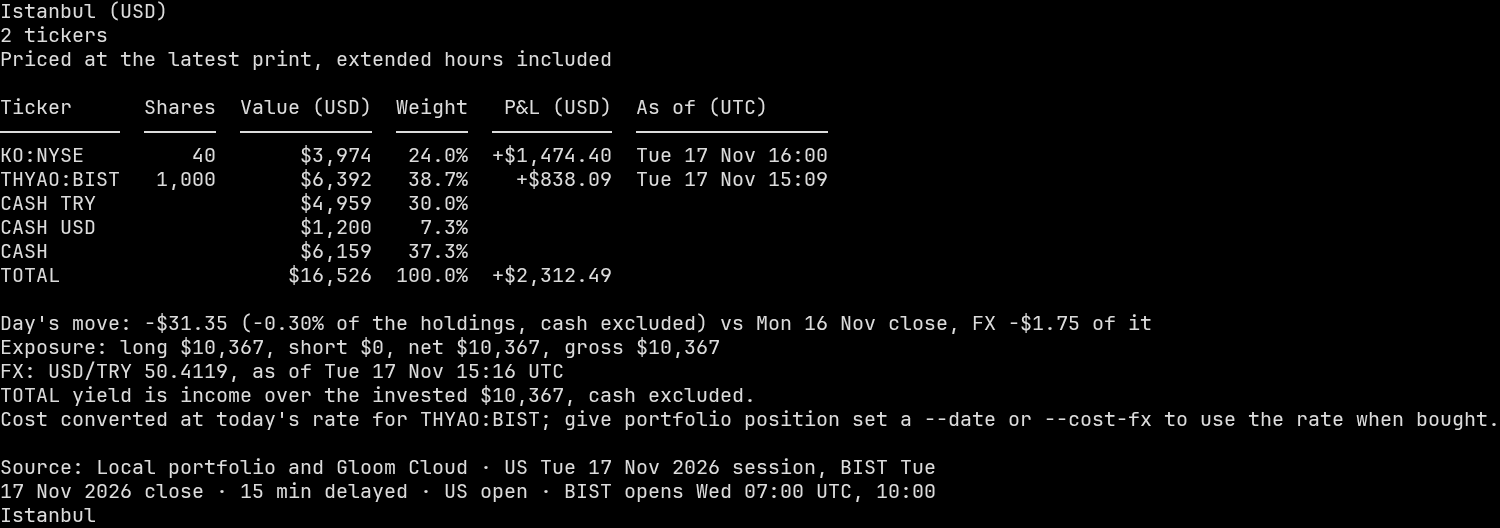 Istanbul (USD)
2 tickers
Priced at the latest print, extended hours included
Ticker      Shares  Value (USD)  Weight   P&L (USD)  As of (UTC)
KO:NYSE         40       $3,974   24.0%  +$1,474.40  Tue 17 Nov 16:00
THYAO:BIST   1,000       $6,392   38.7%    +$838.09  Tue 17 Nov 15:09
CASH TRY                 $4,959   30.0%
CASH USD                 $1,200    7.3%
CASH                     $6,159   37.3%
TOTAL                   $16,526  100.0%  +$2,312.49
Day's move: -$31.35 (-0.30% of the holdings, cash excluded) vs Mon 16 Nov close, FX -$1.75 of it
Exposure: long $10,367, short $0, net $10,367, gross $10,367
FX: USD/TRY 50.4119, as of Tue 17 Nov 15:16 UTC
TOTAL yield is income over the invested $10,367, cash excluded.
Cost converted at today's rate for THYAO:BIST; give portfolio position set a --date or --cost-fx to use the rate when bought.
Source: Local portfolio and Gloom Cloud · US Tue 17 Nov 2026 session, BIST Tue
17 Nov 2026 close · 15 min delayed · US open · BIST opens Wed 07:00 UTC, 10:00
Istanbul